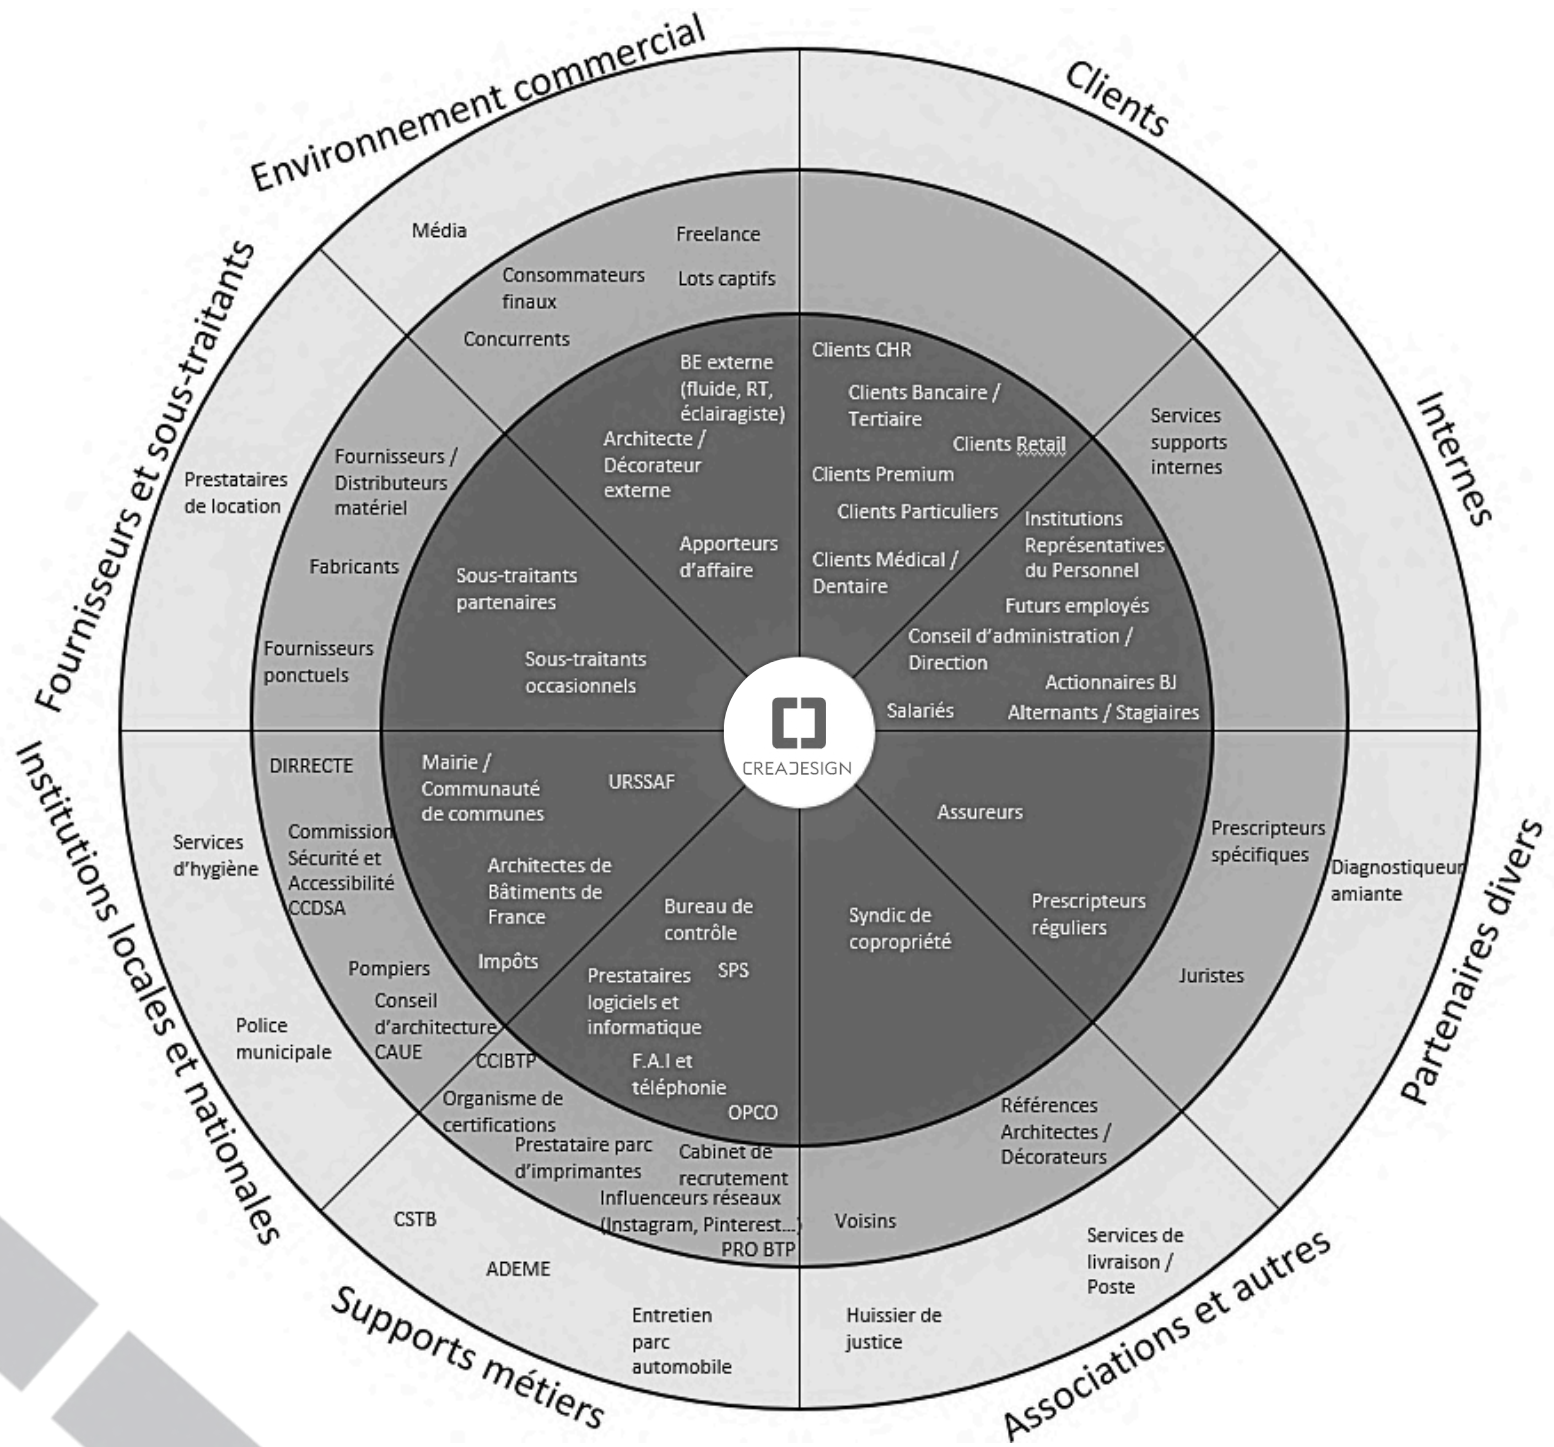 Environnement commercial
Média
Freelance
Consommateurs
finaux
Lots captifs
Concurrents
BE externe
(fluide, RT,
éclairagiste)
Architecte /
Décorateur
externe
Apporteurs
d'affaire
Clients
Clients CHR
Clients Bancaire /
Tertiaire
Clients Retail
Clients Premium
Clients Particuliers
Clients Médical /
Dentaire
Internes
Services
supports
internes
Institutions
Représentatives
du Personnel
Futurs employés
Conseil d'administration /
Direction
Actionnaires BJ
Salariés
Alternants / Stagiaires
Fournisseurs et sous-traitants
Prestataires
de location
Fournisseurs /
Distributeurs
matériel
Fabricants
Fournisseurs
ponctuels
Sous-traitants
partenaires
Sous-traitants
occasionnels
CREADESIGN
Institutions locales et nationales
DIRRECTE
Mairie /
Communauté
de communes
URSSAF
Services
d'hygiène
Commission
Sécurité et
Accessibilité
CCDSA
Architectes de
Bâtiments de
France
Impôts
Pompiers
Conseil
d'architecture
CAUE
Police
municipale
Supports métiers
Bureau de
contrôle
SPS
Prestataires
logiciels et
informatique
F.A.I et
téléphonie
OPCO
CCIBTP
Organisme de
certifications
Prestataire parc
d'imprimantes
Cabinet de
recrutement
Influenceurs réseaux
(Instagram, Pinterest...)
PRO BTP
CSTB
ADEME
Entretien
parc
automobile
Partenaires divers
Assureurs
Prescripteurs
réguliers
Prescripteurs
spécifiques
Diagnostiqueur
amiante
Juristes
Associations et autres
Syndic de
copropriété
Références
Architectes /
Décorateurs
Voisins
Services de
livraison /
Poste
Huissier de
justice